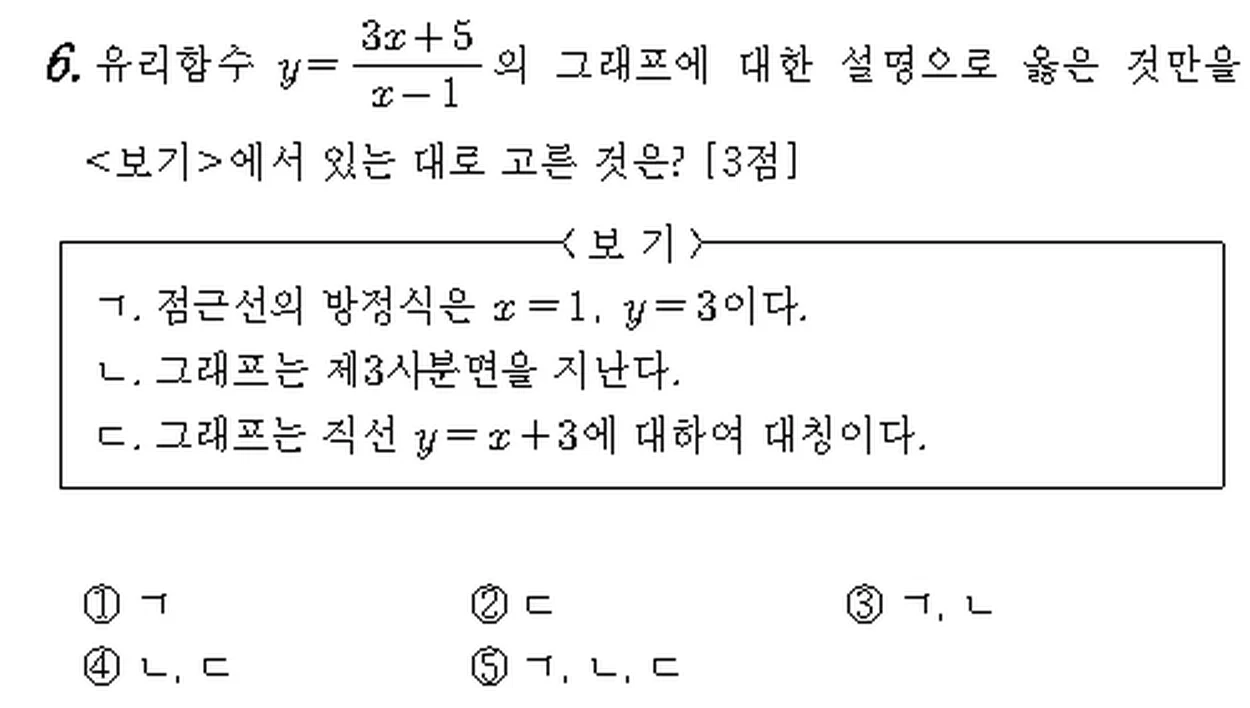 6. 유리함수 y = \frac{3x+5}{x-1} 의 그래프에 대한 설명으로 옳은 것만을
<보기>에서 있는 대로 고른 것은? [3점]
< 보 기 >
ㄱ. 점근선의 방정식은 x = 1, y = 3이다.
ㄴ. 그래프는 제3사분면을 지난다.
ㄷ. 그래프는 직선 y = x + 3에 대하여 대칭이다.
① ㄱ ② ㄷ ③ ㄱ, ㄴ
④ ㄴ, ㄷ ⑤ ㄱ, ㄴ, ㄷ